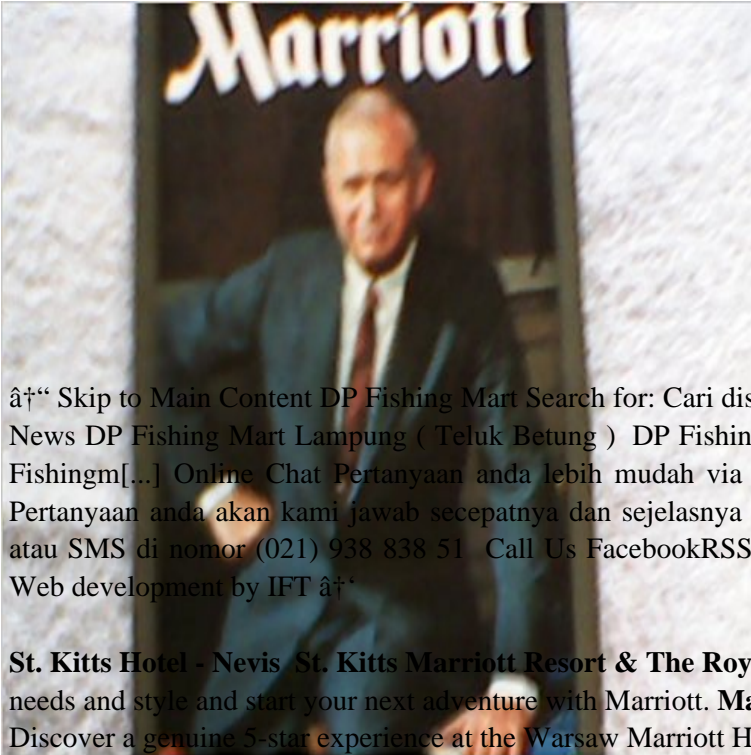 Marriott
â†“ Skip to Main Content DP Fishing Mart Search for: Cari dis
News DP Fishing Mart Lampung ( Teluk Betung ) DP Fishin
Fishingm[...] Online Chat Pertanyaan anda lebih mudah via
Pertanyaan anda akan kami jawab secepatnya dan sejelasnya
atau SMS di nomor (021) 938 838 51 Call Us FacebookRSS
Web development by IFT â†‘
St. Kitts Hotel - Nevis St. Kitts Marriott Resort & The Roy
needs and style and start your next adventure with Marriott. Ma
Discover a genuine 5-star experience at the Warsaw Marriott H